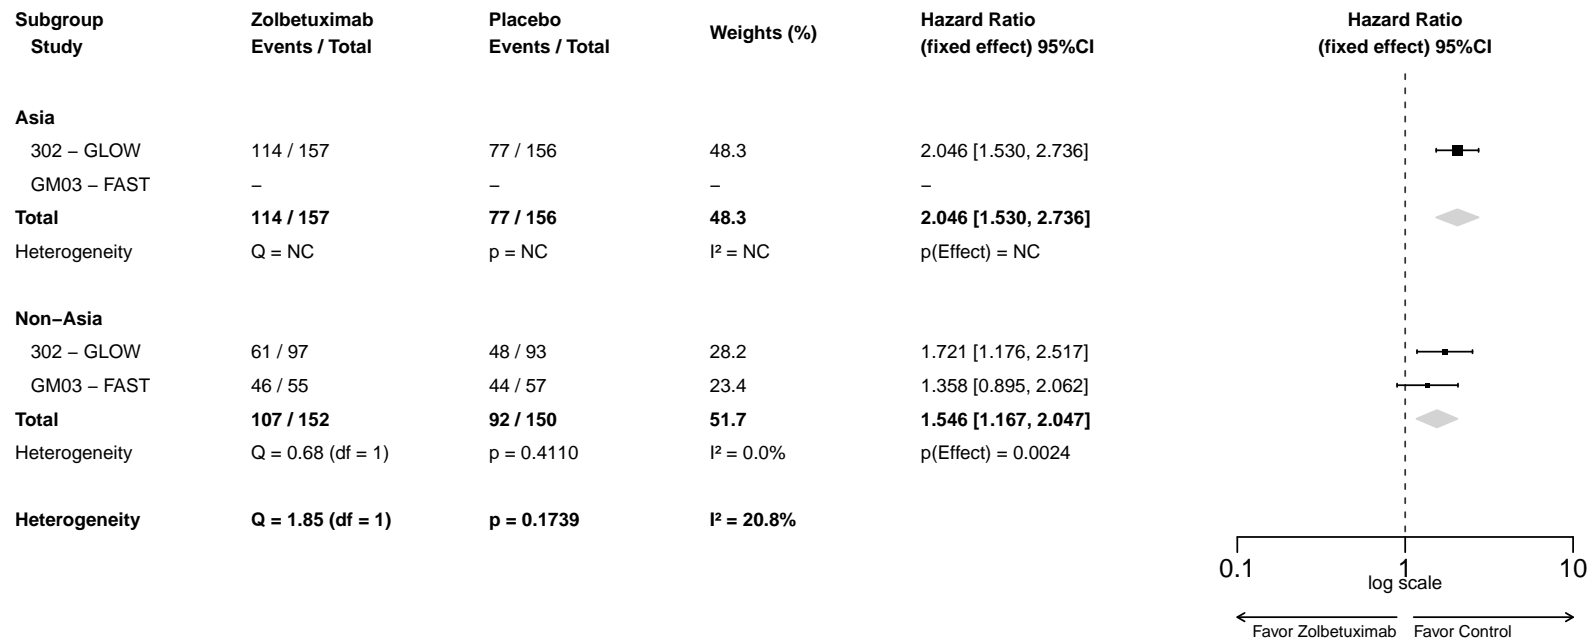 Subgroup Zolbetuximab Placebo Weights (%) Hazard Ratio Hazard Ratio
Study Events / Total Events / Total (fixed effect) 95%CI (fixed effect) 95%CI
Asia
302 − GLOW 114 / 157 77 / 156 48.3 2.046 [1.530, 2.736]
GM03 − FAST − − − −
Total 114 / 157 77 / 156 48.3 2.046 [1.530, 2.736]
Heterogeneity Q = NC p = NC I² = NC p(Effect) = NC
Non−Asia
302 − GLOW 61 / 97 48 / 93 28.2 1.721 [1.176, 2.517]
GM03 − FAST 46 / 55 44 / 57 23.4 1.358 [0.895, 2.062]
Total 107 / 152 92 / 150 51.7 1.546 [1.167, 2.047]
Heterogeneity Q = 0.68 (df = 1) p = 0.4110 I² = 0.0% p(Effect) = 0.0024
Heterogeneity Q = 1.85 (df = 1) p = 0.1739 I² = 20.8%
0.1 1 10
log scale
Favor Zolbetuximab Favor Control